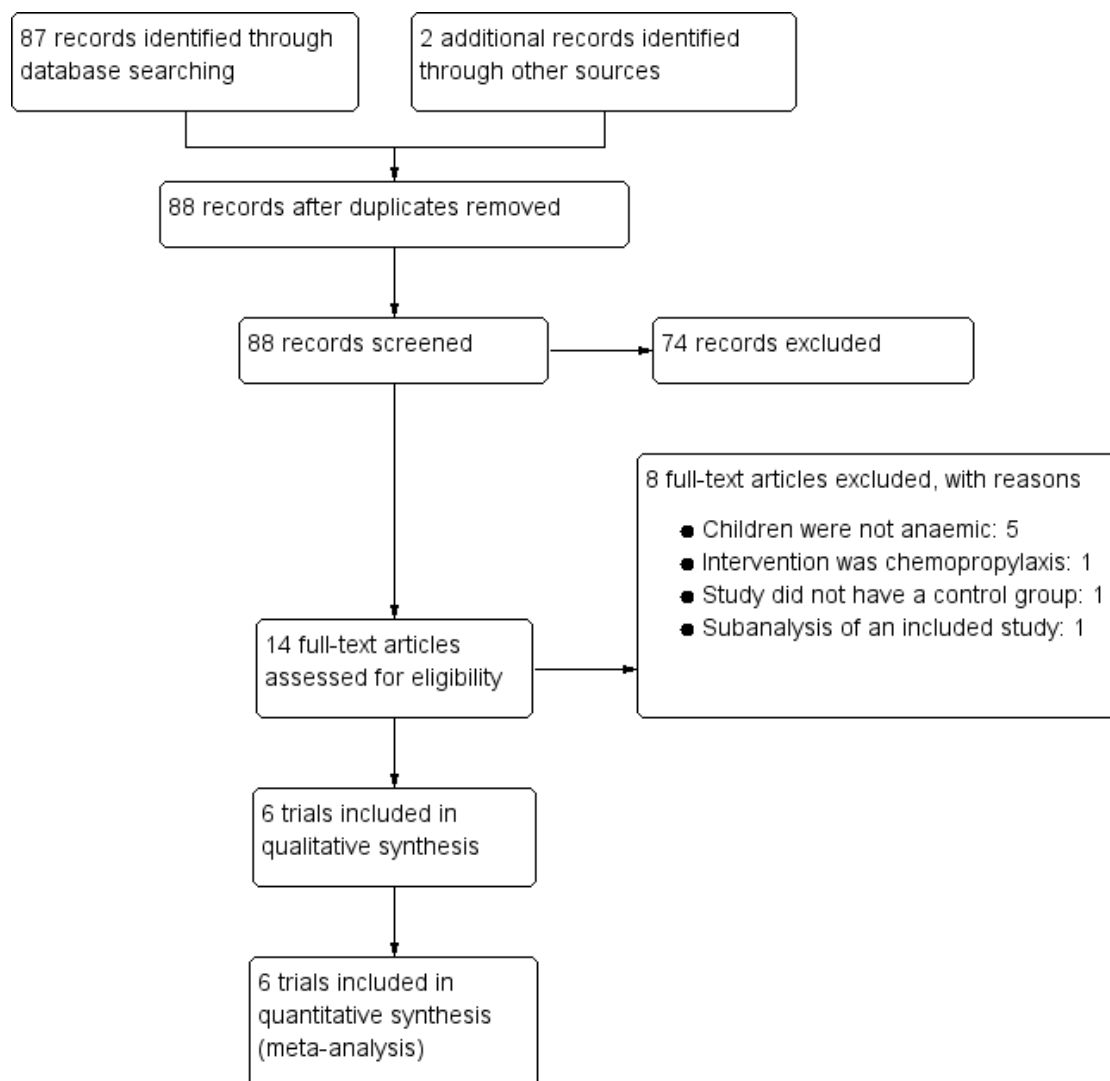 87 records identified through
database searching
2 additional records identified
through other sources
88 records after duplicates removed
88 records screened
74 records excluded
8 full-text articles excluded, with reasons
● Children were not anaemic: 5
● Intervention was chemopropylaxis: 1
● Study did not have a control group: 1
● Subanalysis of an included study: 1
14 full-text articles
assessed for eligibility
6 trials included in
qualitative synthesis
6 trials included in
quantitative synthesis
(meta-analysis)